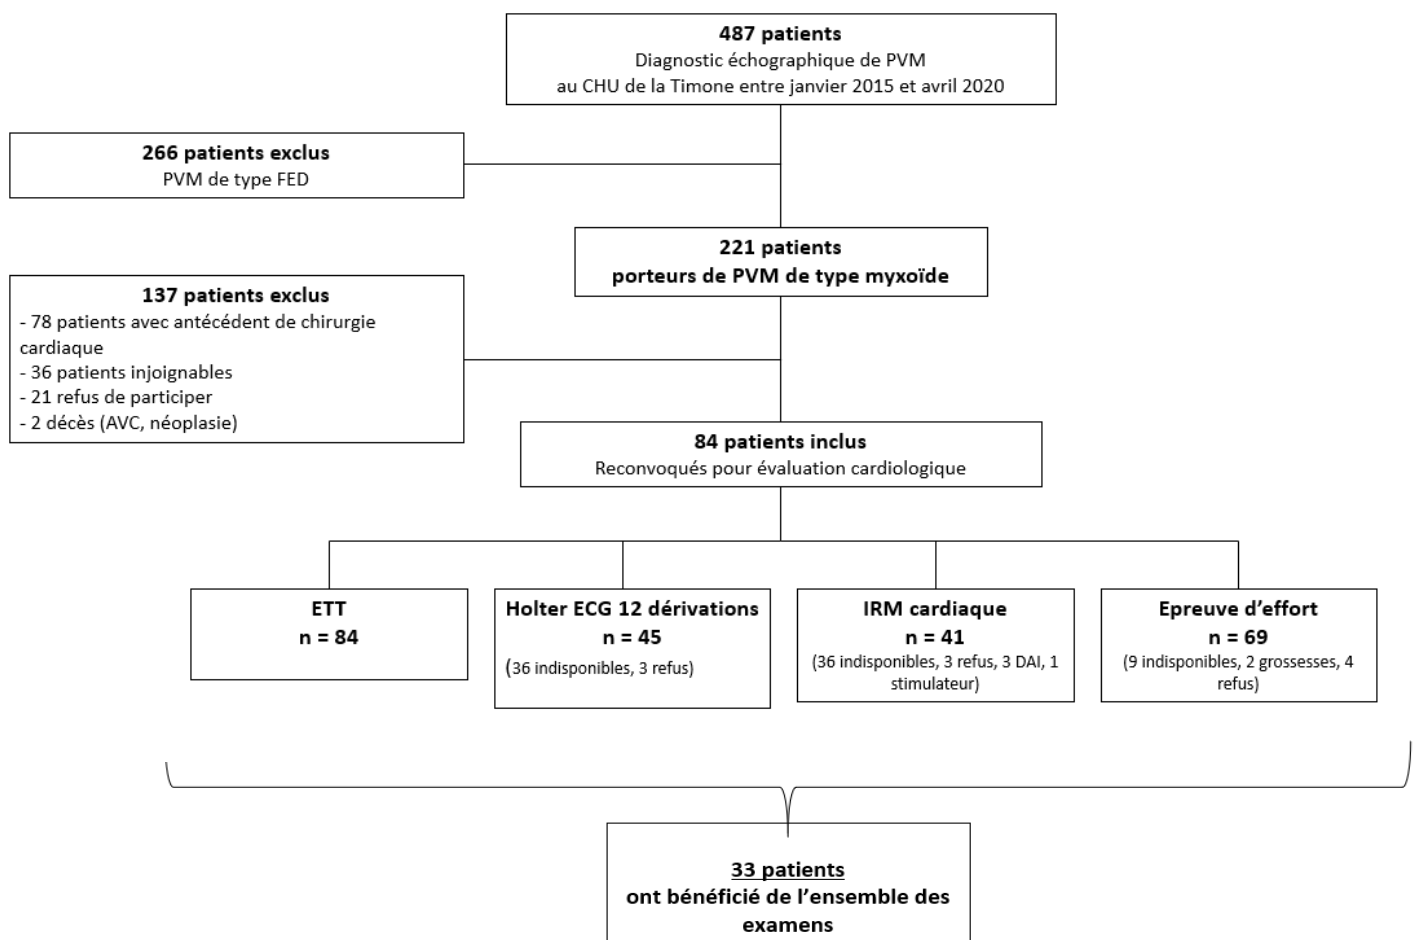 487 patients
Diagnostic échographique de PVM
au CHU de la Timone entre janvier 2015 et avril 2020
266 patients exclus
PVM de type FED
221 patients
porteurs de PVM de type myxoïde
137 patients exclus
- 78 patients avec antécédent de chirurgie
cardiaque
- 36 patients injoignables
- 21 refus de participer
- 2 décès (AVC, néoplasie)
84 patients inclus
Reconvoqués pour évaluation cardiologique
ETT
n = 84
Holter ECG 12 dérivations
n = 45
(36 indisponibles, 3 refus)
IRM cardiaque
n = 41
(36 indisponibles, 3 refus, 3 DAI, 1
stimulateur)
Epreuve d'effort
n = 69
(9 indisponibles, 2 grossesses, 4
refus)
33 patients
ont bénéficié de l'ensemble des
examens